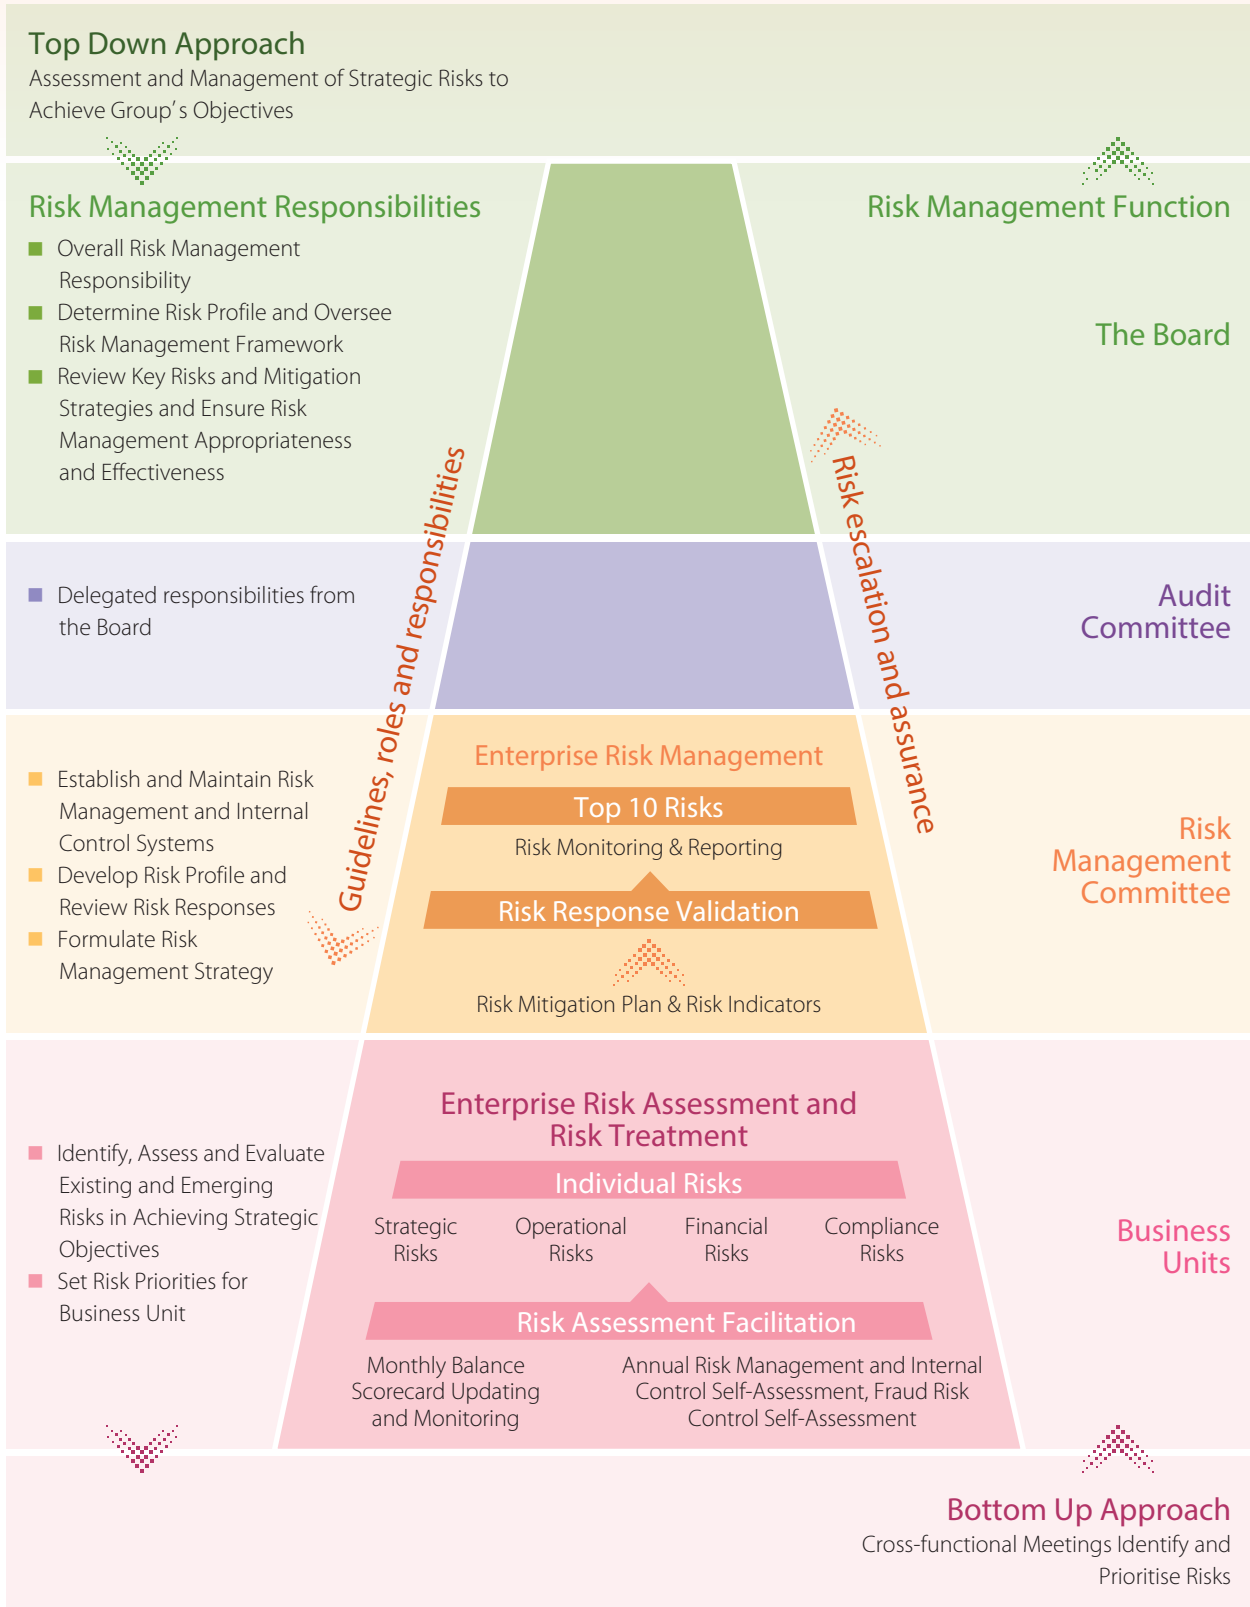 Top Down Approach
Assessment and Management of Strategic Risks to
Achieve Group's Objectives
Risk Management Responsibilities
Overall Risk Management
Responsibility
Determine Risk Profile and Oversee
Risk Management Framework
Review Key Risks and Mitigation
Strategies and Ensure Risk
Management Appropriateness
and Effectiveness
Risk Management Function
The Board
Guidelines, roles and responsibilities
Risk escalation and assurance
Delegated responsibilities from
the Board
Audit
Committee
Establish and Maintain Risk
Management and Internal
Control Systems
Develop Risk Profile and
Review Risk Responses
Formulate Risk
Management Strategy
Enterprise Risk Management
Top 10 Risks
Risk Monitoring & Reporting
Risk Response Validation
Risk Mitigation Plan & Risk Indicators
Risk
Management
Committee
Identify, Assess and Evaluate
Existing and Emerging
Risks in Achieving Strategic
Objectives
Set Risk Priorities for
Business Unit
Enterprise Risk Assessment and
Risk Treatment
Individual Risks
Strategic
Risks
Operational
Risks
Financial
Risks
Compliance
Risks
Risk Assessment Facilitation
Monthly Balance
Scorecard Updating
and Monitoring
Annual Risk Management and Internal
Control Self-Assessment, Fraud Risk
Control Self-Assessment
Business
Units
Bottom Up Approach
Cross-functional Meetings Identify and
Prioritise Risks